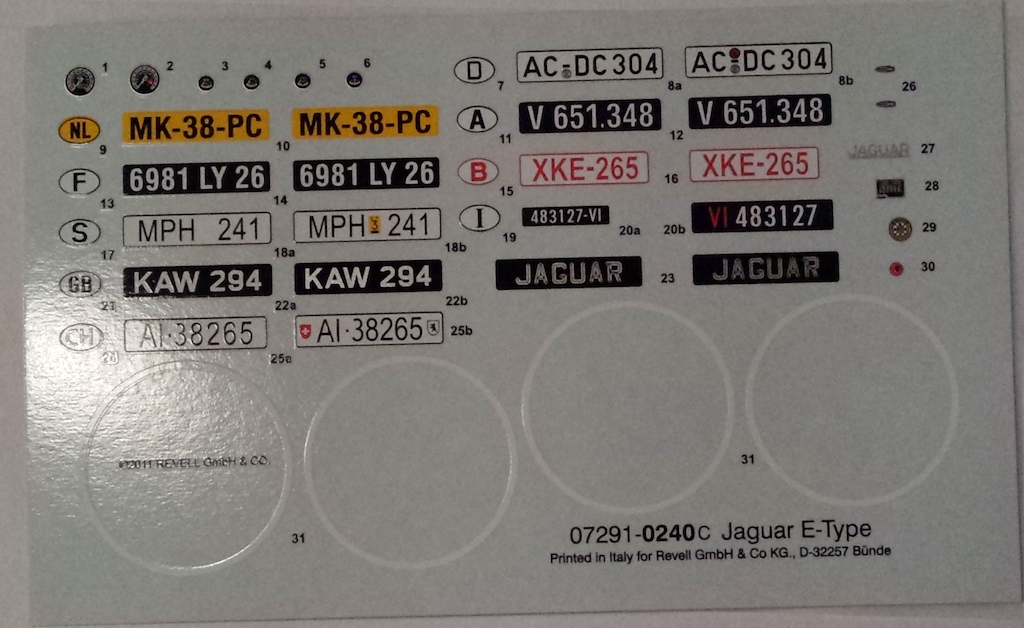 1 2 3 4 5 6
D 7 AC-DC 304 8a AC DC 304 8b 26
NL 9 MK-38-PC 10 MK-38-PC
A 11 V 651.348 12 V 651.348
F 13 6981 LY 26 14 6981 LY 26
B 15 XKE-265 16 XKE-265
JAGUAR 27
28
S 17 MPH 241 18a MPH 241 18b
I 19 483127-VI 20a 20b VI 483127
29
GB 21 KAW 294 22a KAW 294 22b
JAGUAR 23 JAGUAR
30
CH 24 AI·38265 25a AI·38265 25b
©2011 REVELL GmbH & CO.
31
31
07291-0240C Jaguar E-Type
Printed in Italy for Revell GmbH & Co KG., D-32257 Bünde